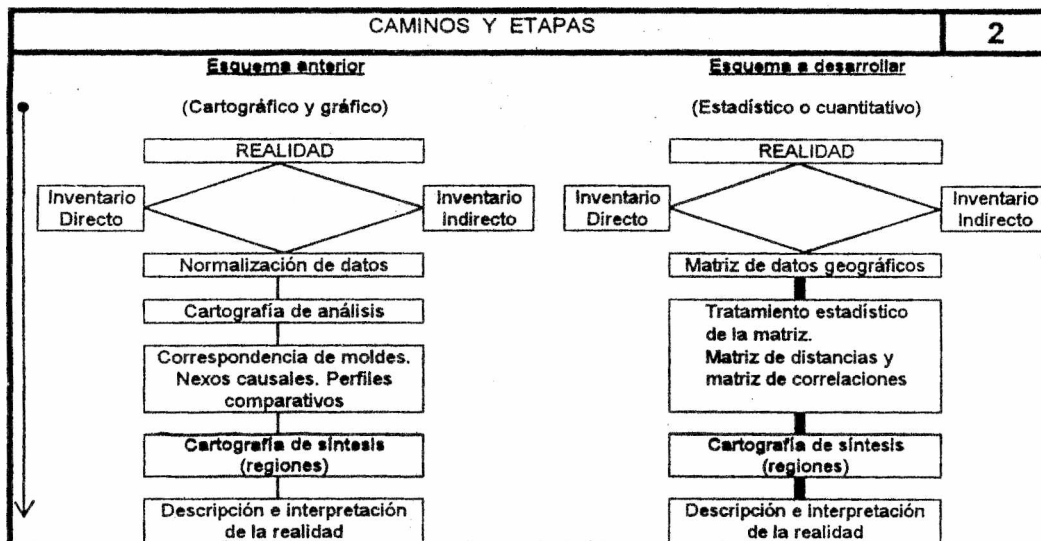 CAMINOS Y ETAPAS
2
Esquema anterior
(Cartográfico y gráfico)
REALIDAD
Inventario
Directo
Inventario
Indirecto
Normalización de datos
Cartografía de análisis
Correspondencia de moldes.
Nexos causales. Perfiles
comparativos
Cartografía de síntesis
(regiones)
Descripción e interpretación
de la realidad
Esquema a desarrollar
(Estadístico o cuantitativo)
REALIDAD
Inventario
Directo
Inventario
Indirecto
Matriz de datos geográficos
Tratamiento estadístico
de la matriz.
Matriz de distancias y
matriz de correlaciones
Cartografía de síntesis
(regiones)
Descripción e interpretación
de la realidad